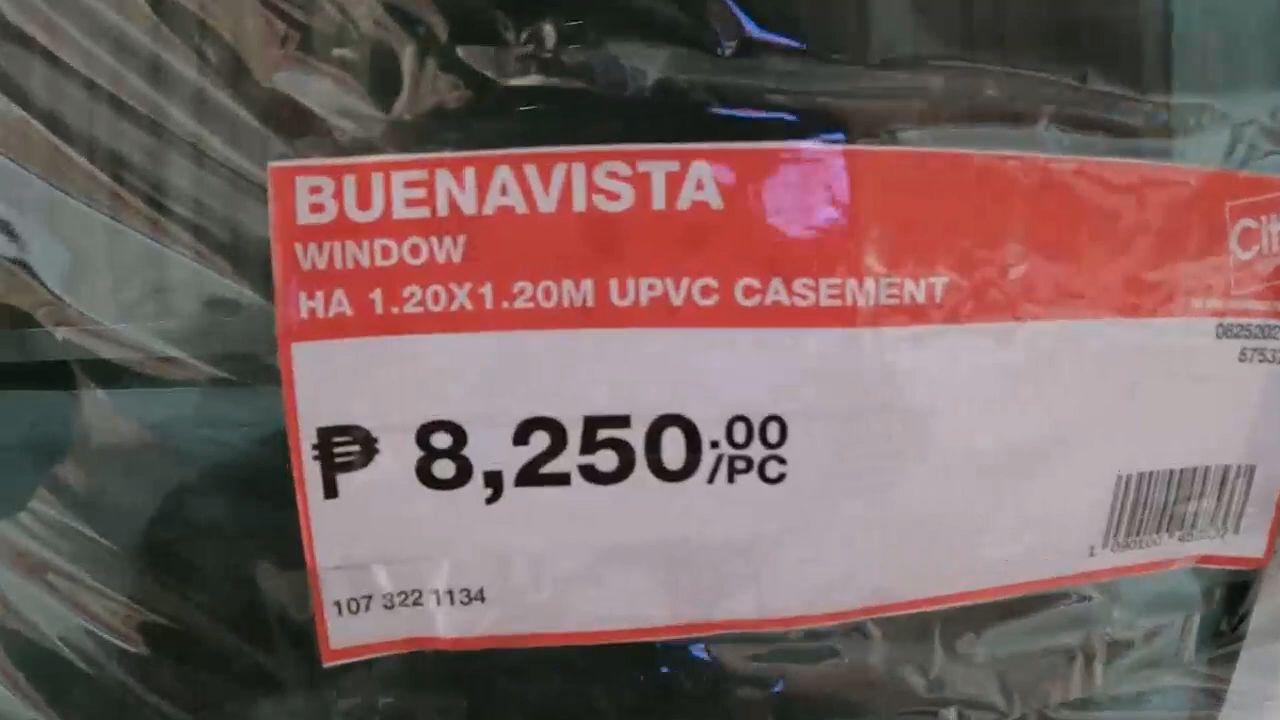 BUENAVISTA
WINDOW
HA 1.20X1.20M UPVC CASEMENT
₱ 8,250.00
/PC
107 322 1134